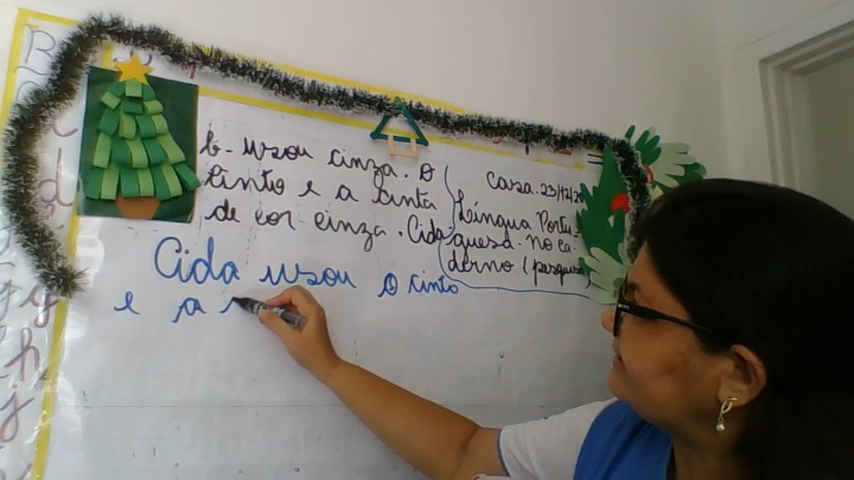 b- usou cinza. O
cinto e a cinta
de cor cinza. Cida
Casa. 23/12/20
Língua Portu-
guesa. No ca-
derno (pesquisa)
Cida usou o cinto
e a